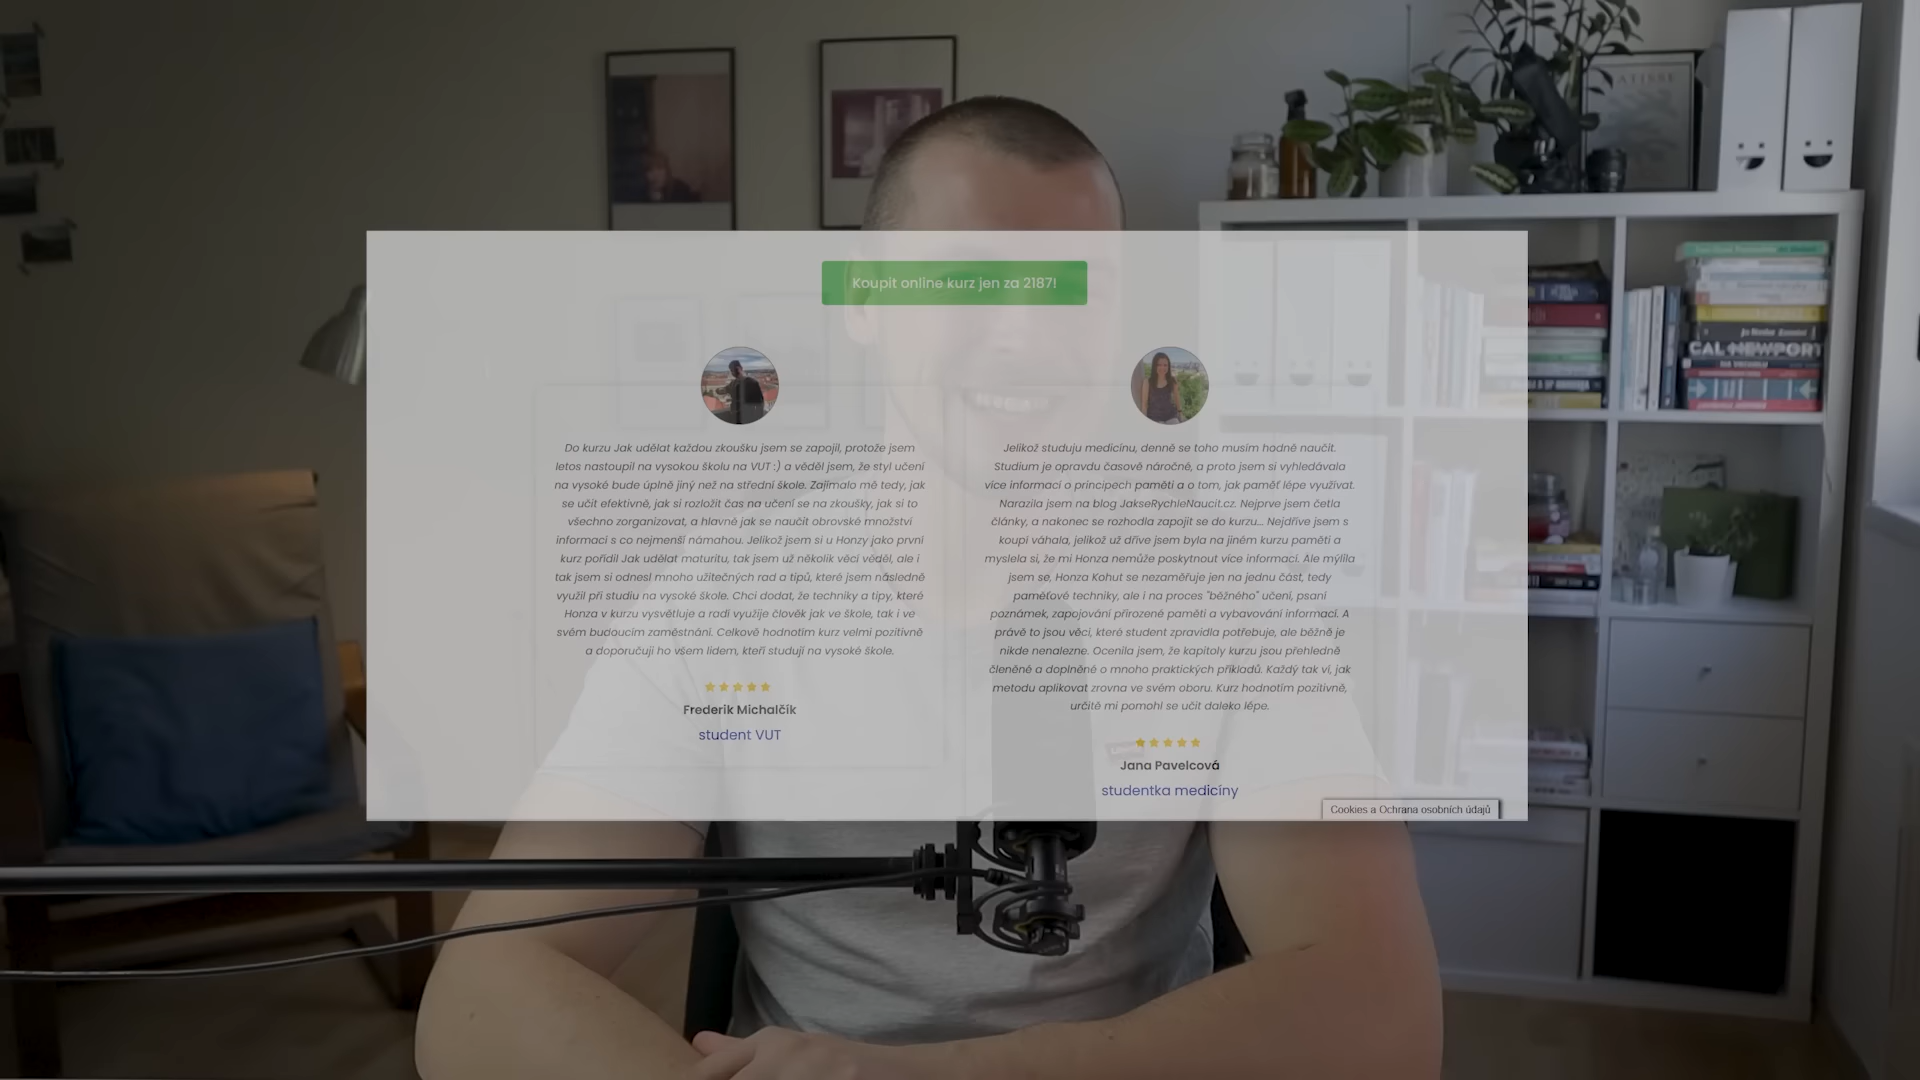 ATISSE
Koupit online kurz jen za 2187!
CAL NEWPORT
Do kurzu Jak udělat každou zkoušku jsem se zapojil, protože jsem
letos nastoupil na vysokou školu na VUT :) a věděl jsem, že styl učení
na vysoké bude úplně jiný než na střední škole. Zajímalo mě tedy, jak
se učit efektivně, jak si rozložit čas na učení se na zkoušky, jak si to
všechno zorganizovat, a hlavně jak se naučit obrovské množství
informací s co nejmenší námahou. Jelikož jsem si u Honzy jako první
kurz pořídil Jak udělat maturitu, tak jsem už několik věcí věděl, ale i
tak jsem si odnesl mnoho užitečných rad a tipů, které jsem následně
využil při studiu na vysoké škole. Chci dodat, že techniky a tipy, které
Honza v kurzu vysvětluje a radí využije člověk jak ve škole, tak i ve
svém budoucím zaměstnání. Celkově hodnotím kurz velmi pozitivně
a doporučuji ho všem lidem, kteří studují na vysoké škole.
Frederik Michalčík
student VUT
Jelikož studuju medicínu, denně se toho musím hodně naučit.
Studium je opravdu časově náročné, a proto jsem si vyhledávala
více informací o principech paměti a o tom, jak paměť lépe využívat.
Narazila jsem na blog JakseRychleNaucit.cz. Nejprve jsem četla
články, a nakonec se rozhodla zapojit se do kurzu... Nejdříve jsem s
koupí váhala, jelikož už dříve jsem byla na jiném kurzu paměti a
myslela si, že mi Honza nemůže poskytnout více informací. Ale mýlila
jsem se, Honza Kohut se nezaměřuje jen na jednu část, tedy
paměťové techniky, ale i na proces "běžného" učení, psaní
poznámek, zapojování přirozené paměti a vybavování informací. A
právě to jsou věci, které student zpravidla potřebuje, ale běžně je
nikde nenalezne. Ocenila jsem, že kapitoly kurzu jsou přehledně
členěné a doplněné o mnoho praktických příkladů. Každý tak ví, jak
metodu aplikovat zrovna ve svém oboru. Kurz hodnotím pozitivně,
určitě mi pomohl se učit daleko lépe.
Jana Pavelcová
studentka medicíny
Cookies a Ochrana osobních údajů